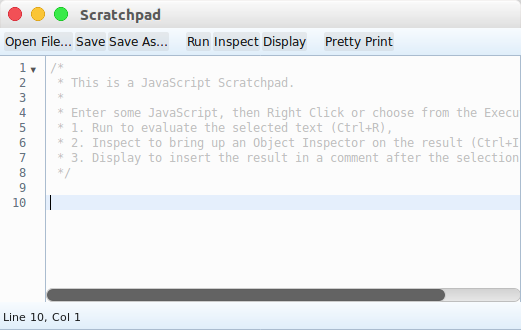 Scratchpad
Open File... Save Save As... Run Inspect Display Pretty Print
1 /*
2 * This is a JavaScript Scratchpad.
3 *
4 * Enter some JavaScript, then Right Click or choose from the Execu
5 * 1. Run to evaluate the selected text (Ctrl+R),
6 * 2. Inspect to bring up an Object Inspector on the result (Ctrl+I
7 * 3. Display to insert the result in a comment after the selection
8 */
9
10
Line 10, Col 1